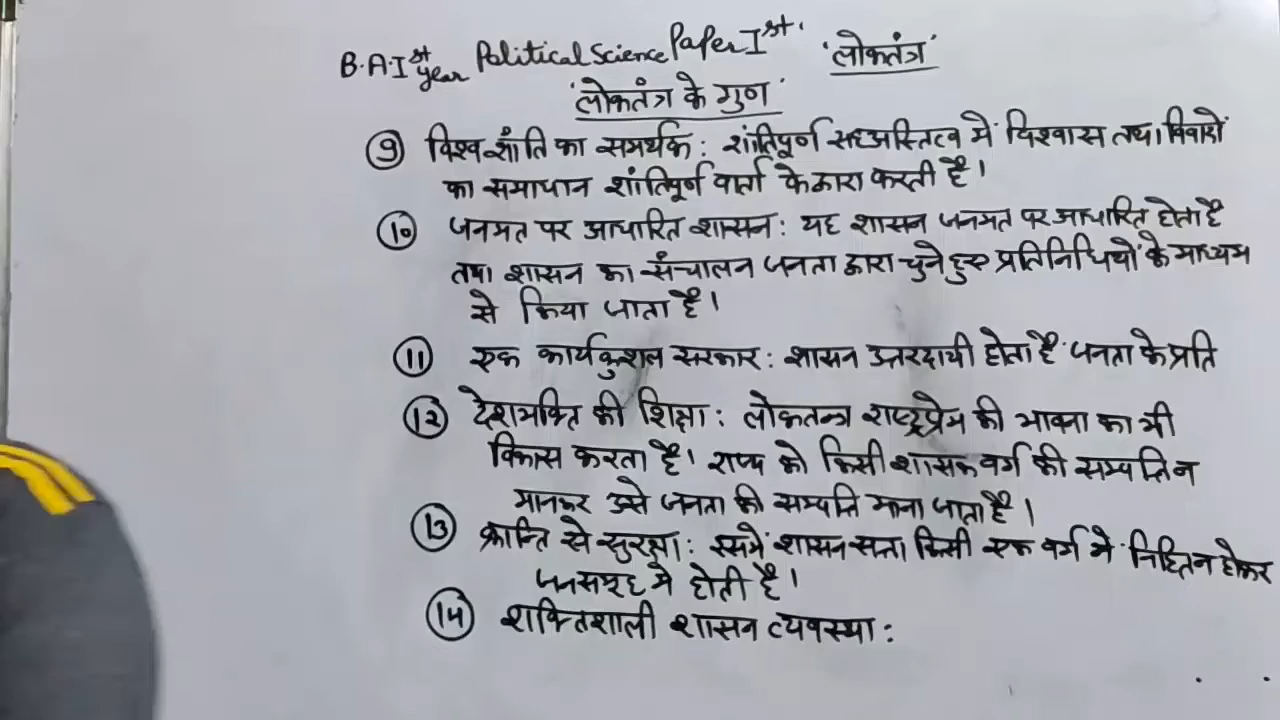 B.A. Ist year Political Science Paper Ist. 'लोकतंत्र'
'लोकतंत्र के गुण'
9 विश्व शांति का समर्थक: शांतिपूर्ण सहअस्तित्व में विश्वास तथा विवादों
का समाधान शांतिपूर्ण वार्ता के द्वारा करती है।
10 जनमत पर आधारित शासन: यह शासन जनमत पर आधारित होता है
तथा शासन का संचालन जनता द्वारा चुने हुए प्रतिनिधियों के माध्यम
से किया जाता है।
11 एक कार्यकुशल सरकार: शासन उत्तरदायी होता है जनता के प्रति
12 देशभक्ति की शिक्षा: लोकतन्त्र राष्ट्रप्रेम की भावना का भी
विकास करता है। राज्य को किसी शासक वर्ग की सम्पत्ति न
मानकर उसे जनता की सम्पत्ति माना जाता है।
13 क्रान्ति से सुरक्षा: इसमें शासन सत्ता किसी एक वर्ग में निहित न होकर
जनसमूह में होती है।
14 शक्तिशाली शासन व्यवस्था: